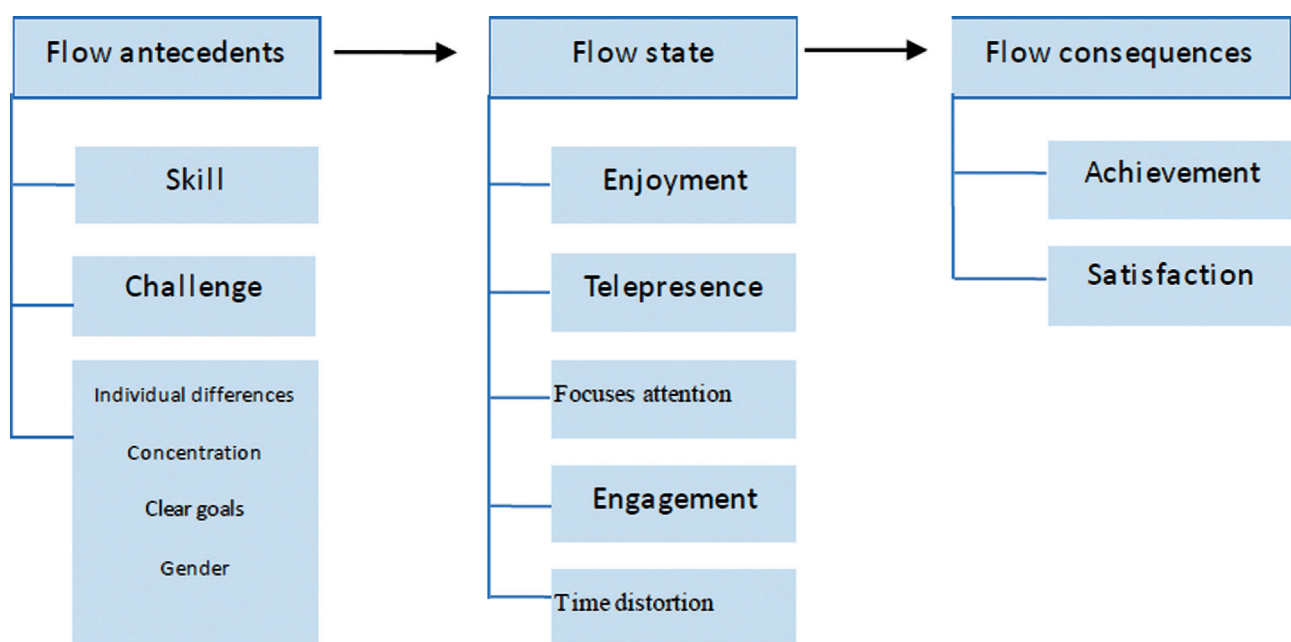 Flow antecedents
Skill
Challenge
Individual differences
Concentration
Clear goals
Gender
Flow state
Enjoyment
Telepresence
Focuses attention
Engagement
Time distortion
Flow consequences
Achievement
Satisfaction